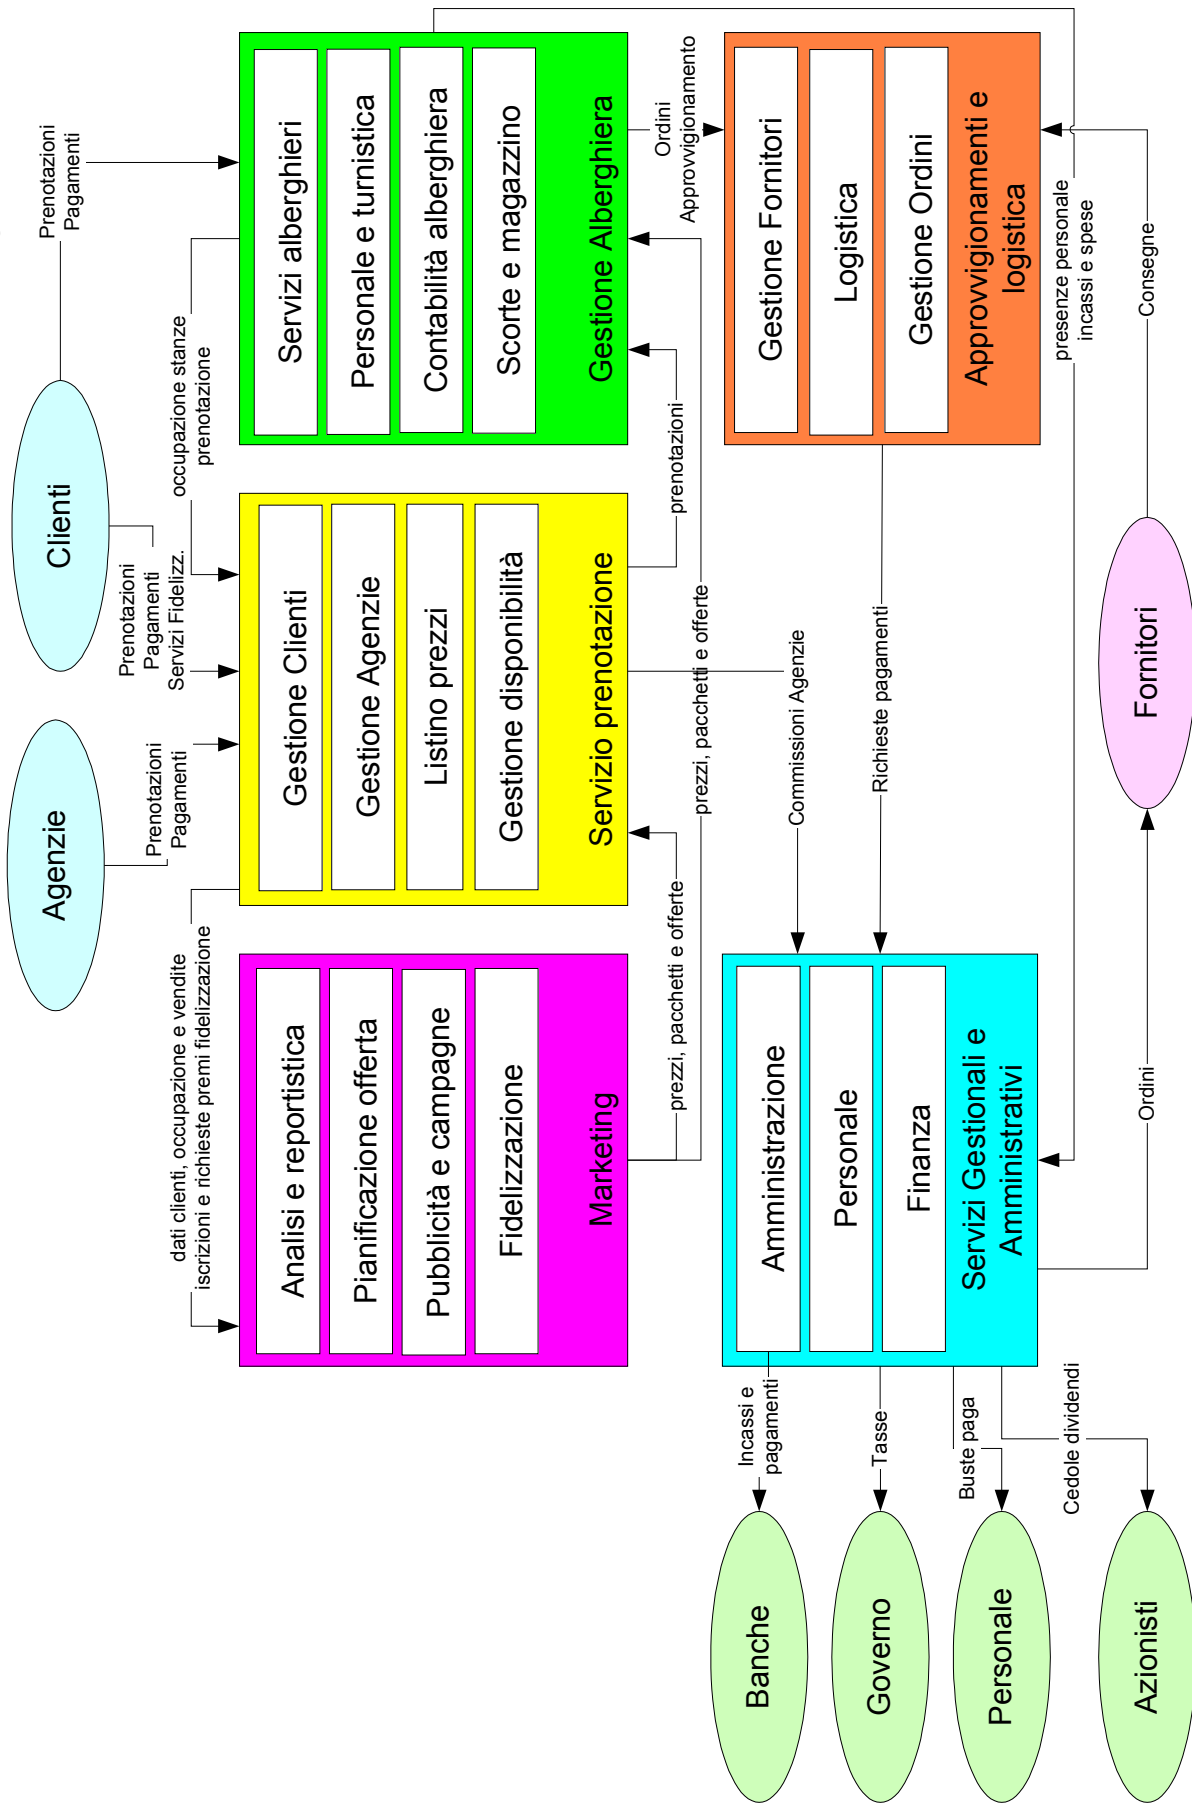 Agenzie
Clienti
Prenotazioni
Pagamenti
Prenotazioni
Pagamenti
Servizi Fidelizz.
Prenotazioni
Pagamenti
dati clienti, occupazione e vendite
iscrizioni e richieste premi fidelizzazione
occupazione stanze
prenotazione
Analisi e reportistica
Pianificazione offerta
Pubblicità e campagne
Fidelizzazione
Marketing
Gestione Clienti
Gestione Agenzie
Listino prezzi
Gestione disponibilità
Servizio prenotazione
Servizi alberghieri
Personale e turnistica
Contabilità alberghiera
Scorte e magazzino
Gestione Alberghiera
prezzi, pacchetti e offerte
prenotazioni
prezzi, pacchetti e offerte
Ordini
Approvvigionamento
Commissioni Agenzie
Richieste pagamenti
Incassi e
pagamenti
Tasse
Buste paga
Cedole dividendi
Banche
Governo
Personale
Azionisti
Amministrazione
Personale
Finanza
Servizi Gestionali e
Amministrativi
Gestione Fornitori
Logistica
Gestione Ordini
Approvvigionamenti e
logistica
presenze personale
incassi e spese
Ordini
Fornitori
Consegne